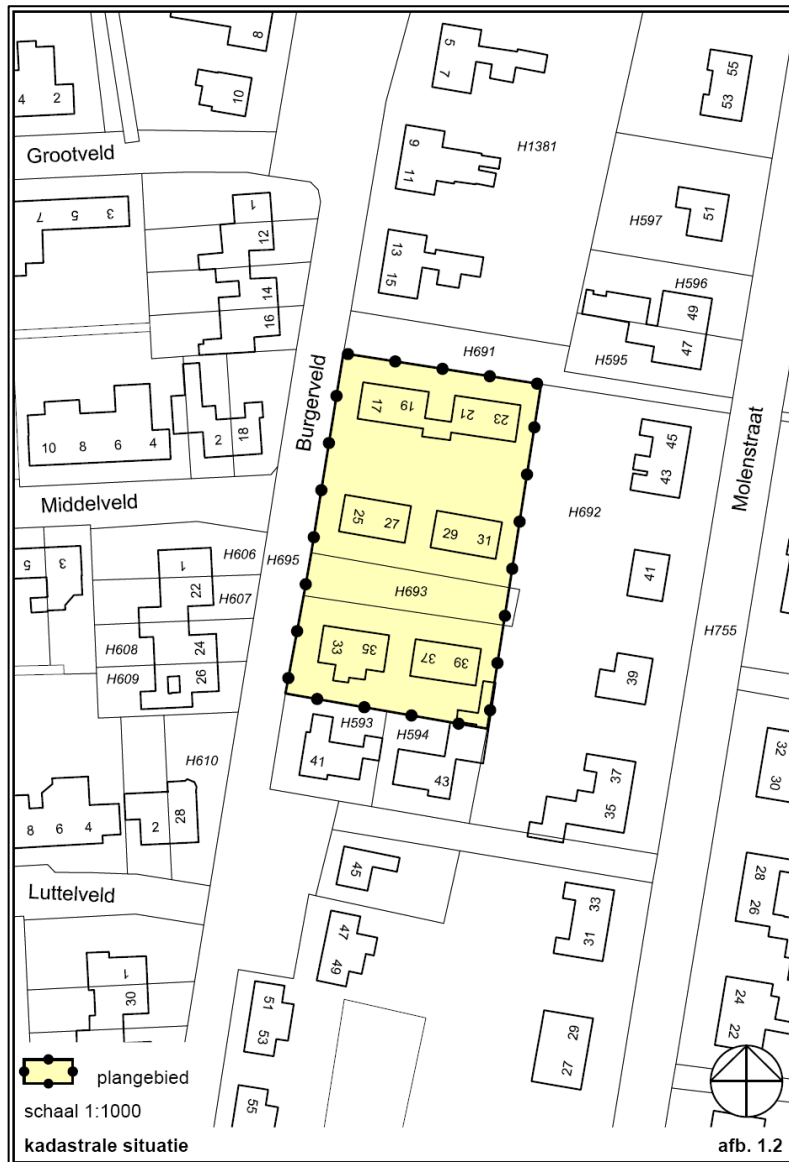 8
5
7
55
53
4 2
10
Grootveld
9
11
H1381
7 5 3
1
12
51
H597
13
15
14
16
H596
49
H691
H595
47
Burgerveld
17 19 21 23
Molenstraat
10 8 6 4
2 18
45
43
Middelveld
25 27
29 31
H692
5 3
1
H606
H695
22
H607
H693
41
H755
H608
24
33 35
37 39
H609
26
39
H593
H594
32
30
H610
41
43
37
35
8 6 4
2
28
45
28
26
Luttelveld
33
31
47
49
1
30
51
53
24
22
29
27
plangebied
55
schaal 1:1000
kadastrale situatie
afb. 1.2